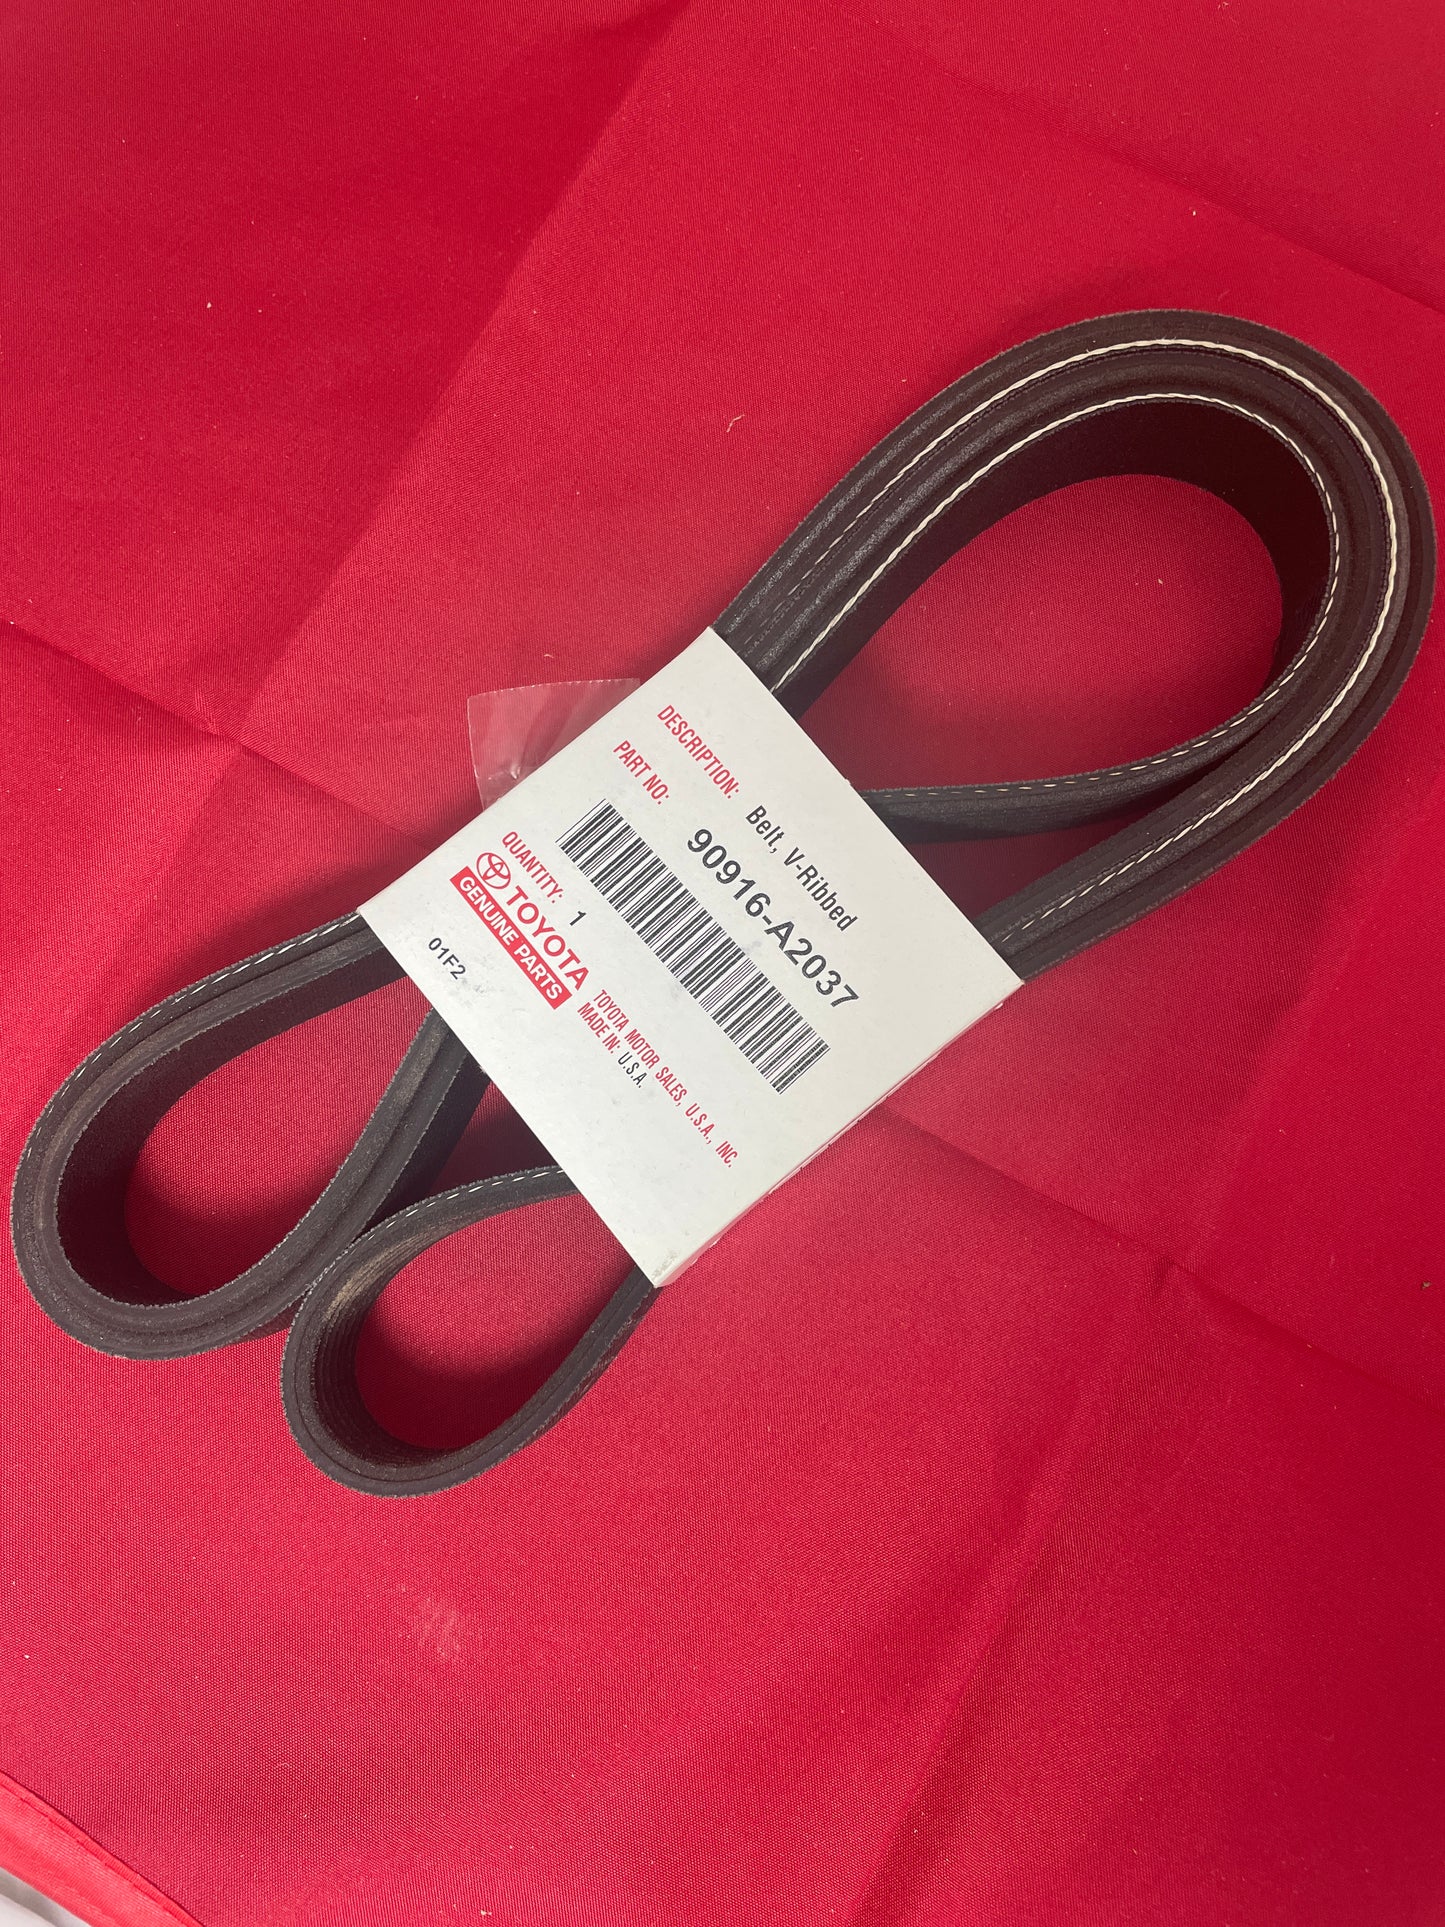 DESCRIPTION: Belt, V-Ribbed
PART NO: 90916-A2037
QUANTITY: 1
TOYOTA
GENUINE PARTS
TOYOTA MOTOR SALES, U.S.A., INC.
MADE IN: U.S.A.
01F2